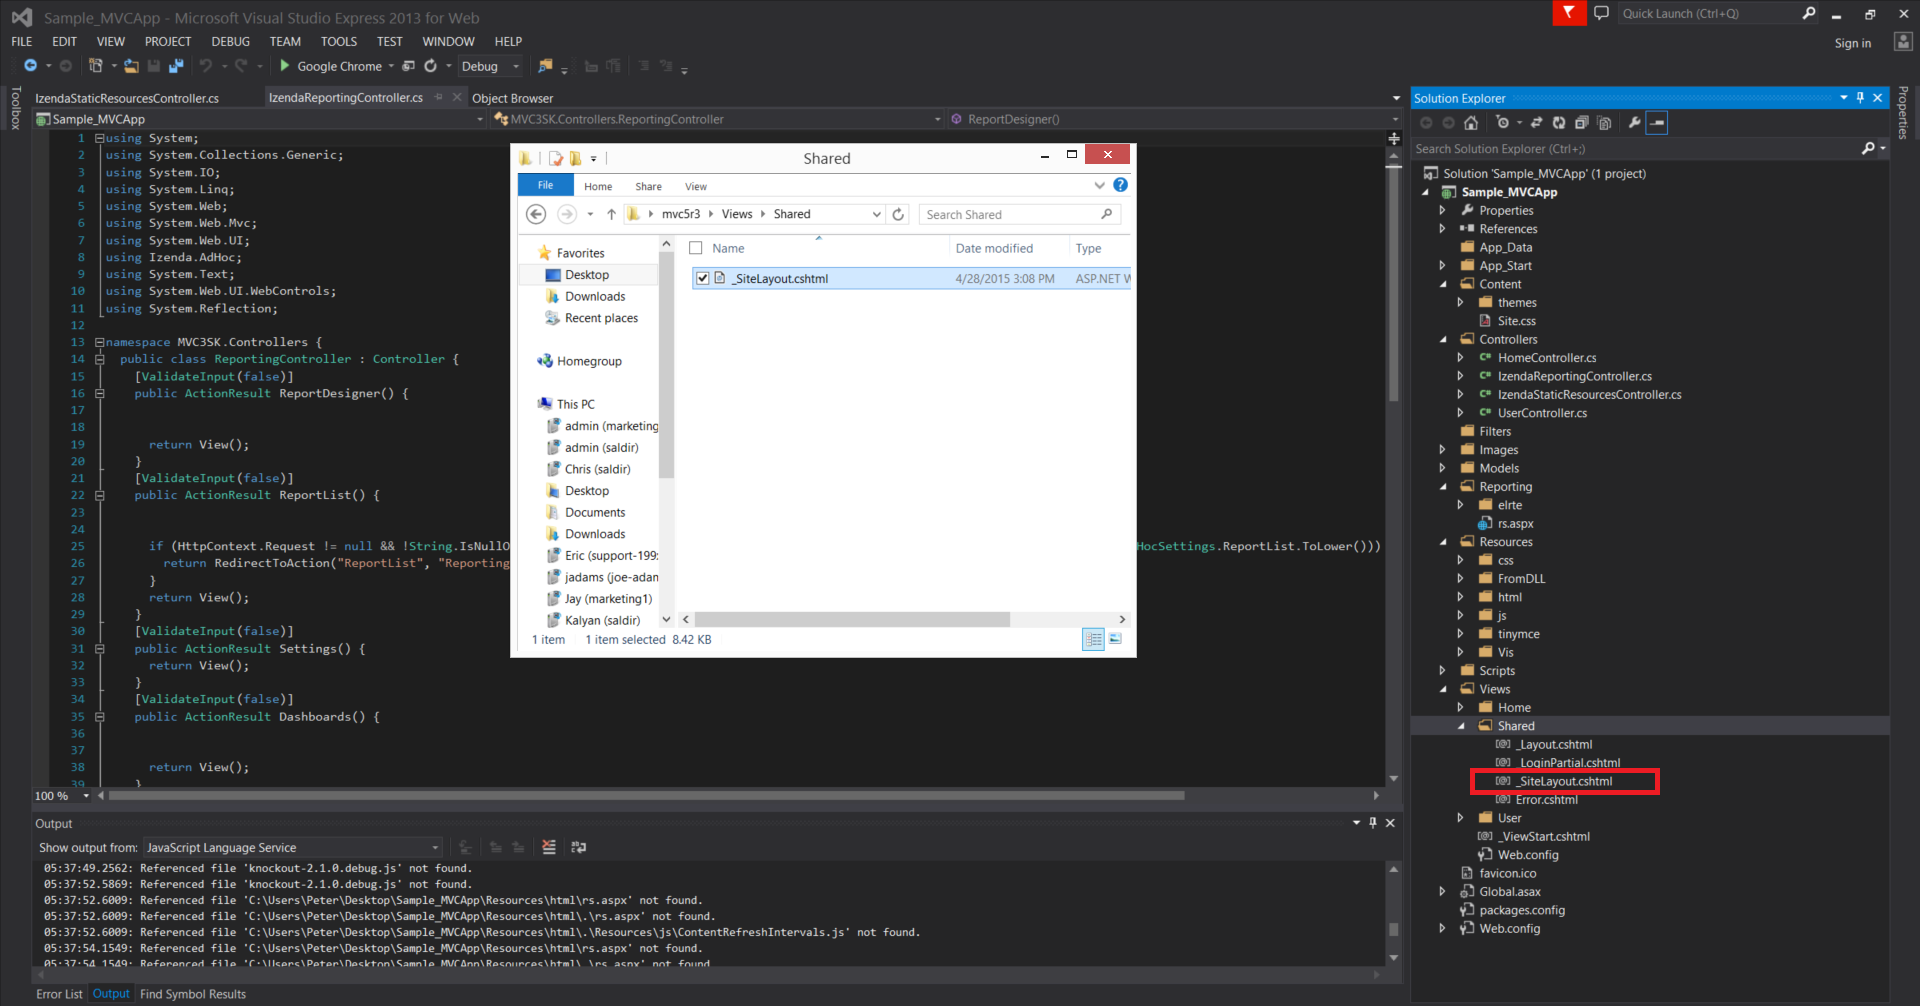 Sample_MVCApp - Microsoft Visual Studio Express 2013 for Web
Quick Launch (Ctrl+Q)
FILE EDIT VIEW PROJECT DEBUG TEAM TOOLS TEST WINDOW HELP
Sign in
Google Chrome
Debug
Toolbox
IzendaStaticResourcesController.cs
IzendaReportingController.cs
Object Browser
Sample_MVCApp
MVC3SK.Controllers.ReportingController
ReportDesigner()
1 using System;
2 using System.Collections.Generic;
3 using System.IO;
4 using System.Linq;
5 using System.Web;
6 using System.Web.Mvc;
7 using System.Web.UI;
8 using Izenda.AdHoc;
9 using System.Text;
10 using System.Web.UI.WebControls;
11 using System.Reflection;
12
13 namespace MVC3SK.Controllers {
14 public class ReportingController : Controller {
15 [ValidateInput(false)]
16 public ActionResult ReportDesigner() {
17
18
19 return View();
20 }
21 [ValidateInput(false)]
22 public ActionResult ReportList() {
23
24
25 if (HttpContext.Request != null && !String.IsNullO HocSettings.ReportList.ToLower()))
26 return RedirectToAction("ReportList", "Reporting
27 }
28 return View();
29 }
30 [ValidateInput(false)]
31 public ActionResult Settings() {
32 return View();
33 }
34 [ValidateInput(false)]
35 public ActionResult Dashboards() {
36
37
38 return View();
39 }
100 %
Shared
File Home Share View
mvc5r3 Views Shared
Search Shared
Favorites
Desktop
Downloads
Recent places
Homegroup
This PC
admin (marketing
admin (saldir)
Chris (saldir)
Desktop
Documents
Downloads
Eric (support-199
jadams (joe-adam
Jay (marketing1)
Kalyan (saldir)
Name Date modified Type
_SiteLayout.cshtml 4/28/2015 3:08 PM ASP.NET W
1 item 1 item selected 8.42 KB
Output
Show output from: JavaScript Language Service
05:37:49.2562: Referenced file 'knockout-2.1.0.debug.js' not found.
05:37:52.5869: Referenced file 'knockout-2.1.0.debug.js' not found.
05:37:52.6009: Referenced file 'C:\Users\Peter\Desktop\Sample_MVCApp\Resources\html\rs.aspx' not found.
05:37:52.6009: Referenced file 'C:\Users\Peter\Desktop\Sample_MVCApp\Resources\html\.\rs.aspx' not found.
05:37:52.6009: Referenced file 'C:\Users\Peter\Desktop\Sample_MVCApp\Resources\html\.\Resources\js\ContentRefreshIntervals.js' not found.
05:37:54.1549: Referenced file 'C:\Users\Peter\Desktop\Sample_MVCApp\Resources\html\rs.aspx' not found.
05:37:54.1549: Referenced file 'C:\Users\Peter\Desktop\Sample_MVCApp\Resources\html\.\rs.aspx' not found
Error List Output Find Symbol Results
Solution Explorer
Search Solution Explorer (Ctrl+;)
Solution 'Sample_MVCApp' (1 project)
Sample_MVCApp
Properties
References
App_Data
App_Start
Content
themes
Site.css
Controllers
HomeController.cs
IzendaReportingController.cs
IzendaStaticResourcesController.cs
UserController.cs
Filters
Images
Models
Reporting
elrte
rs.aspx
Resources
css
FromDLL
html
js
tinymce
Vis
Scripts
Views
Home
Shared
_Layout.cshtml
_LoginPartial.cshtml
_SiteLayout.cshtml
Error.cshtml
User
_ViewStart.cshtml
Web.config
favicon.ico
Global.asax
packages.config
Web.config
Properties